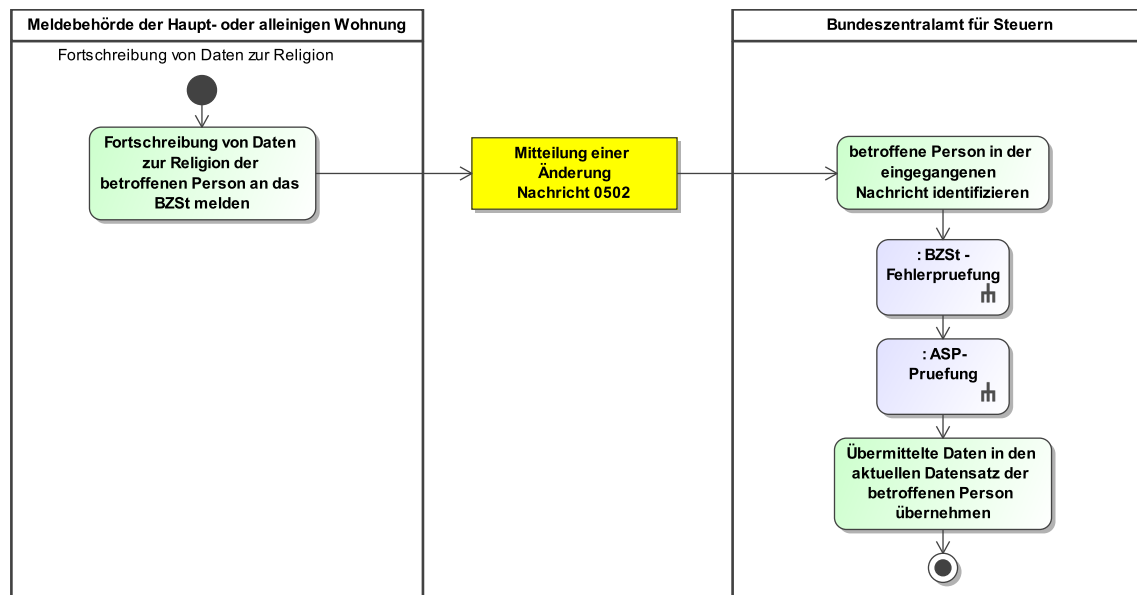 Meldebehörde der Haupt- oder alleinigen Wohnung
Fortschreibung von Daten zur Religion
Fortschreibung von Daten
zur Religion der
betroffenen Person an das
BZSt melden
Mitteilung einer
Änderung
Nachricht 0502
Bundeszentralamt für Steuern
betroffene Person in der
eingegangenen
Nachricht identifizieren
: BZSt -
Fehlerpruefung
: ASP-
Pruefung
Übermittelte Daten in den
aktuellen Datensatz der
betroffenen Person
übernehmen